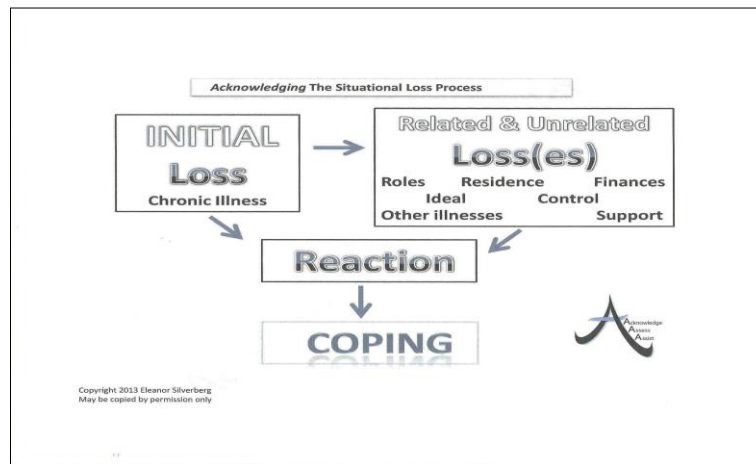 Acknowledging The Situational Loss Process
INITIAL
Loss
Chronic Illness
Related & Unrelated
Loss(es)
Roles Residence Finances
Ideal Control
Other illnesses Support
Reaction
COPING
Acknowledge
Assess
Assist
Copyright 2013 Eleanor Silverberg
May be copied by permission only